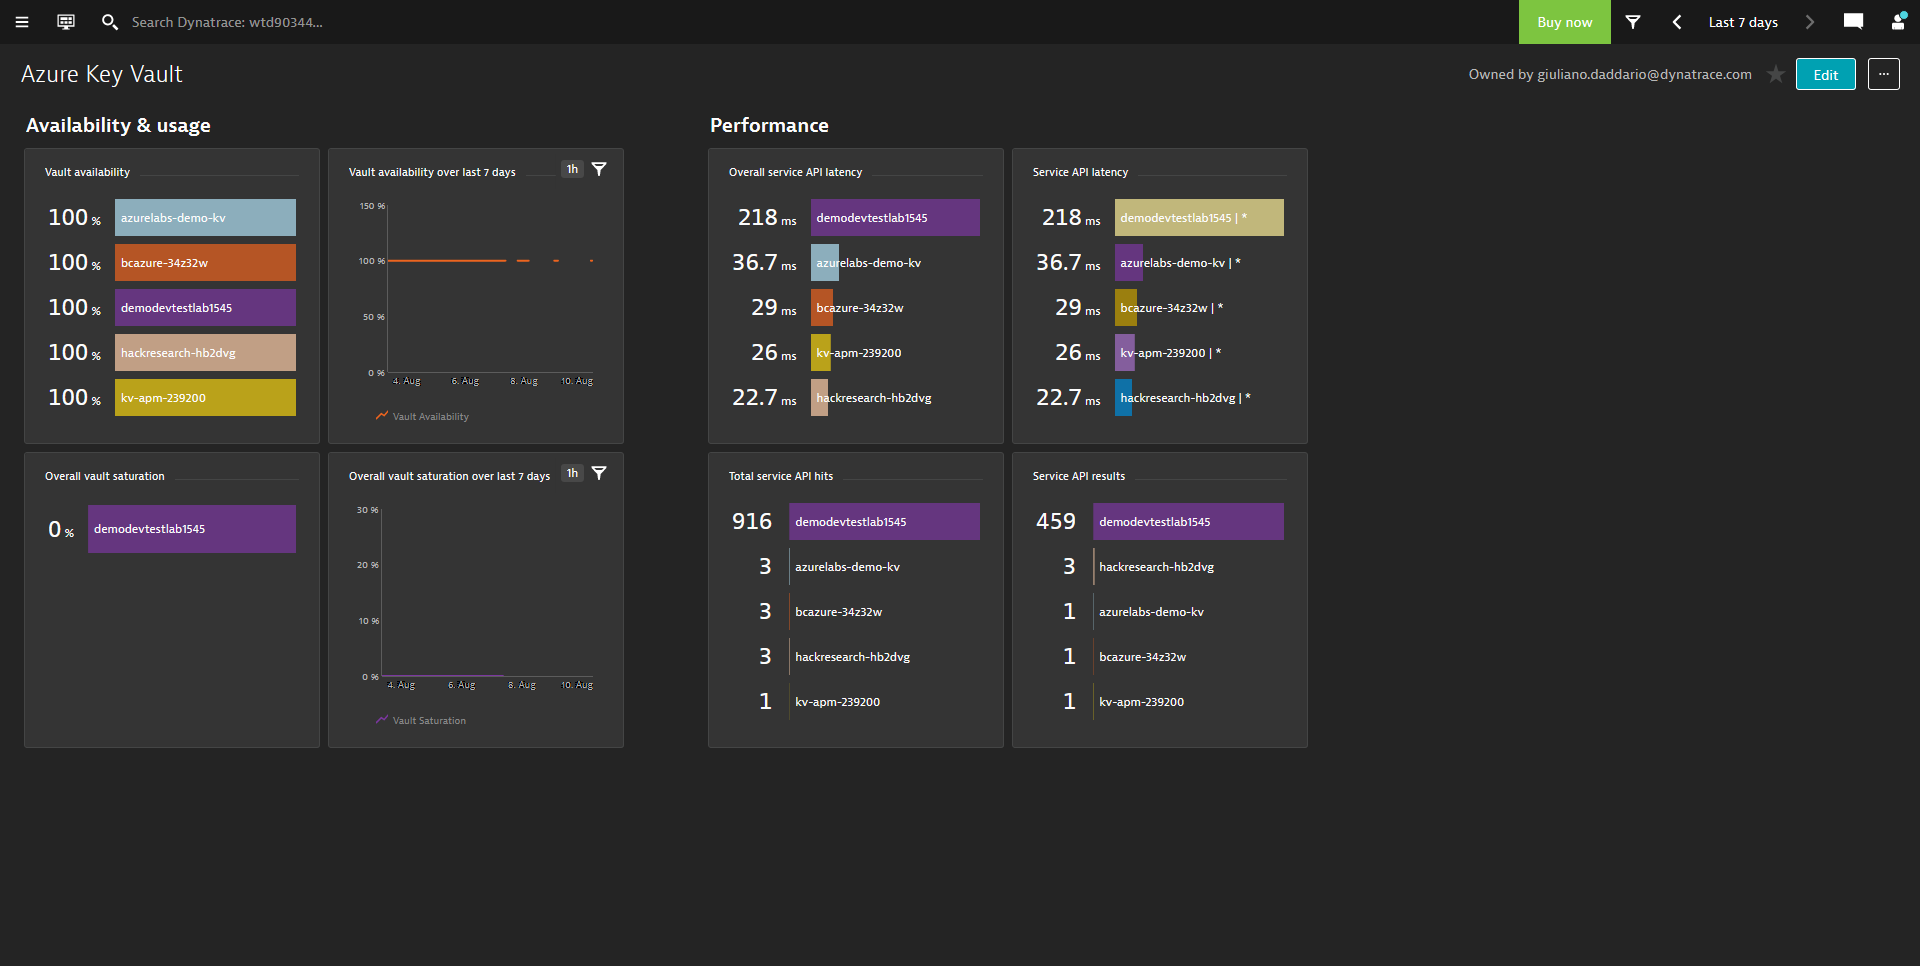 Search Dynatrace: wtd90344...
Buy now
Last 7 days
Azure Key Vault
Owned by giuliano.daddario@dynatrace.com
Edit
...
Availability & usage
Performance
Vault availability
100 % azurelabs-demo-kv
100 % bcazure-34z32w
100 % demodevtestlab1545
100 % hackresearch-hb2dvg
100 % kv-apm-239200
Vault availability over last 7 days
1h
150 %
100 %
50 %
0 %
4. Aug 6. Aug 8. Aug 10. Aug
Vault Availability
Overall service API latency
218 ms demodevtestlab1545
36.7 ms azurelabs-demo-kv
29 ms bcazure-34z32w
26 ms kv-apm-239200
22.7 ms hackresearch-hb2dvg
Service API latency
218 ms demodevtestlab1545 | *
36.7 ms azurelabs-demo-kv | *
29 ms bcazure-34z32w | *
26 ms kv-apm-239200 | *
22.7 ms hackresearch-hb2dvg | *
Overall vault saturation
0 % demodevtestlab1545
Overall vault saturation over last 7 days
1h
30 %
20 %
10 %
0 %
4. Aug 6. Aug 8. Aug 10. Aug
Vault Saturation
Total service API hits
916 demodevtestlab1545
3 azurelabs-demo-kv
3 bcazure-34z32w
3 hackresearch-hb2dvg
1 kv-apm-239200
Service API results
459 demodevtestlab1545
3 hackresearch-hb2dvg
1 azurelabs-demo-kv
1 bcazure-34z32w
1 kv-apm-239200